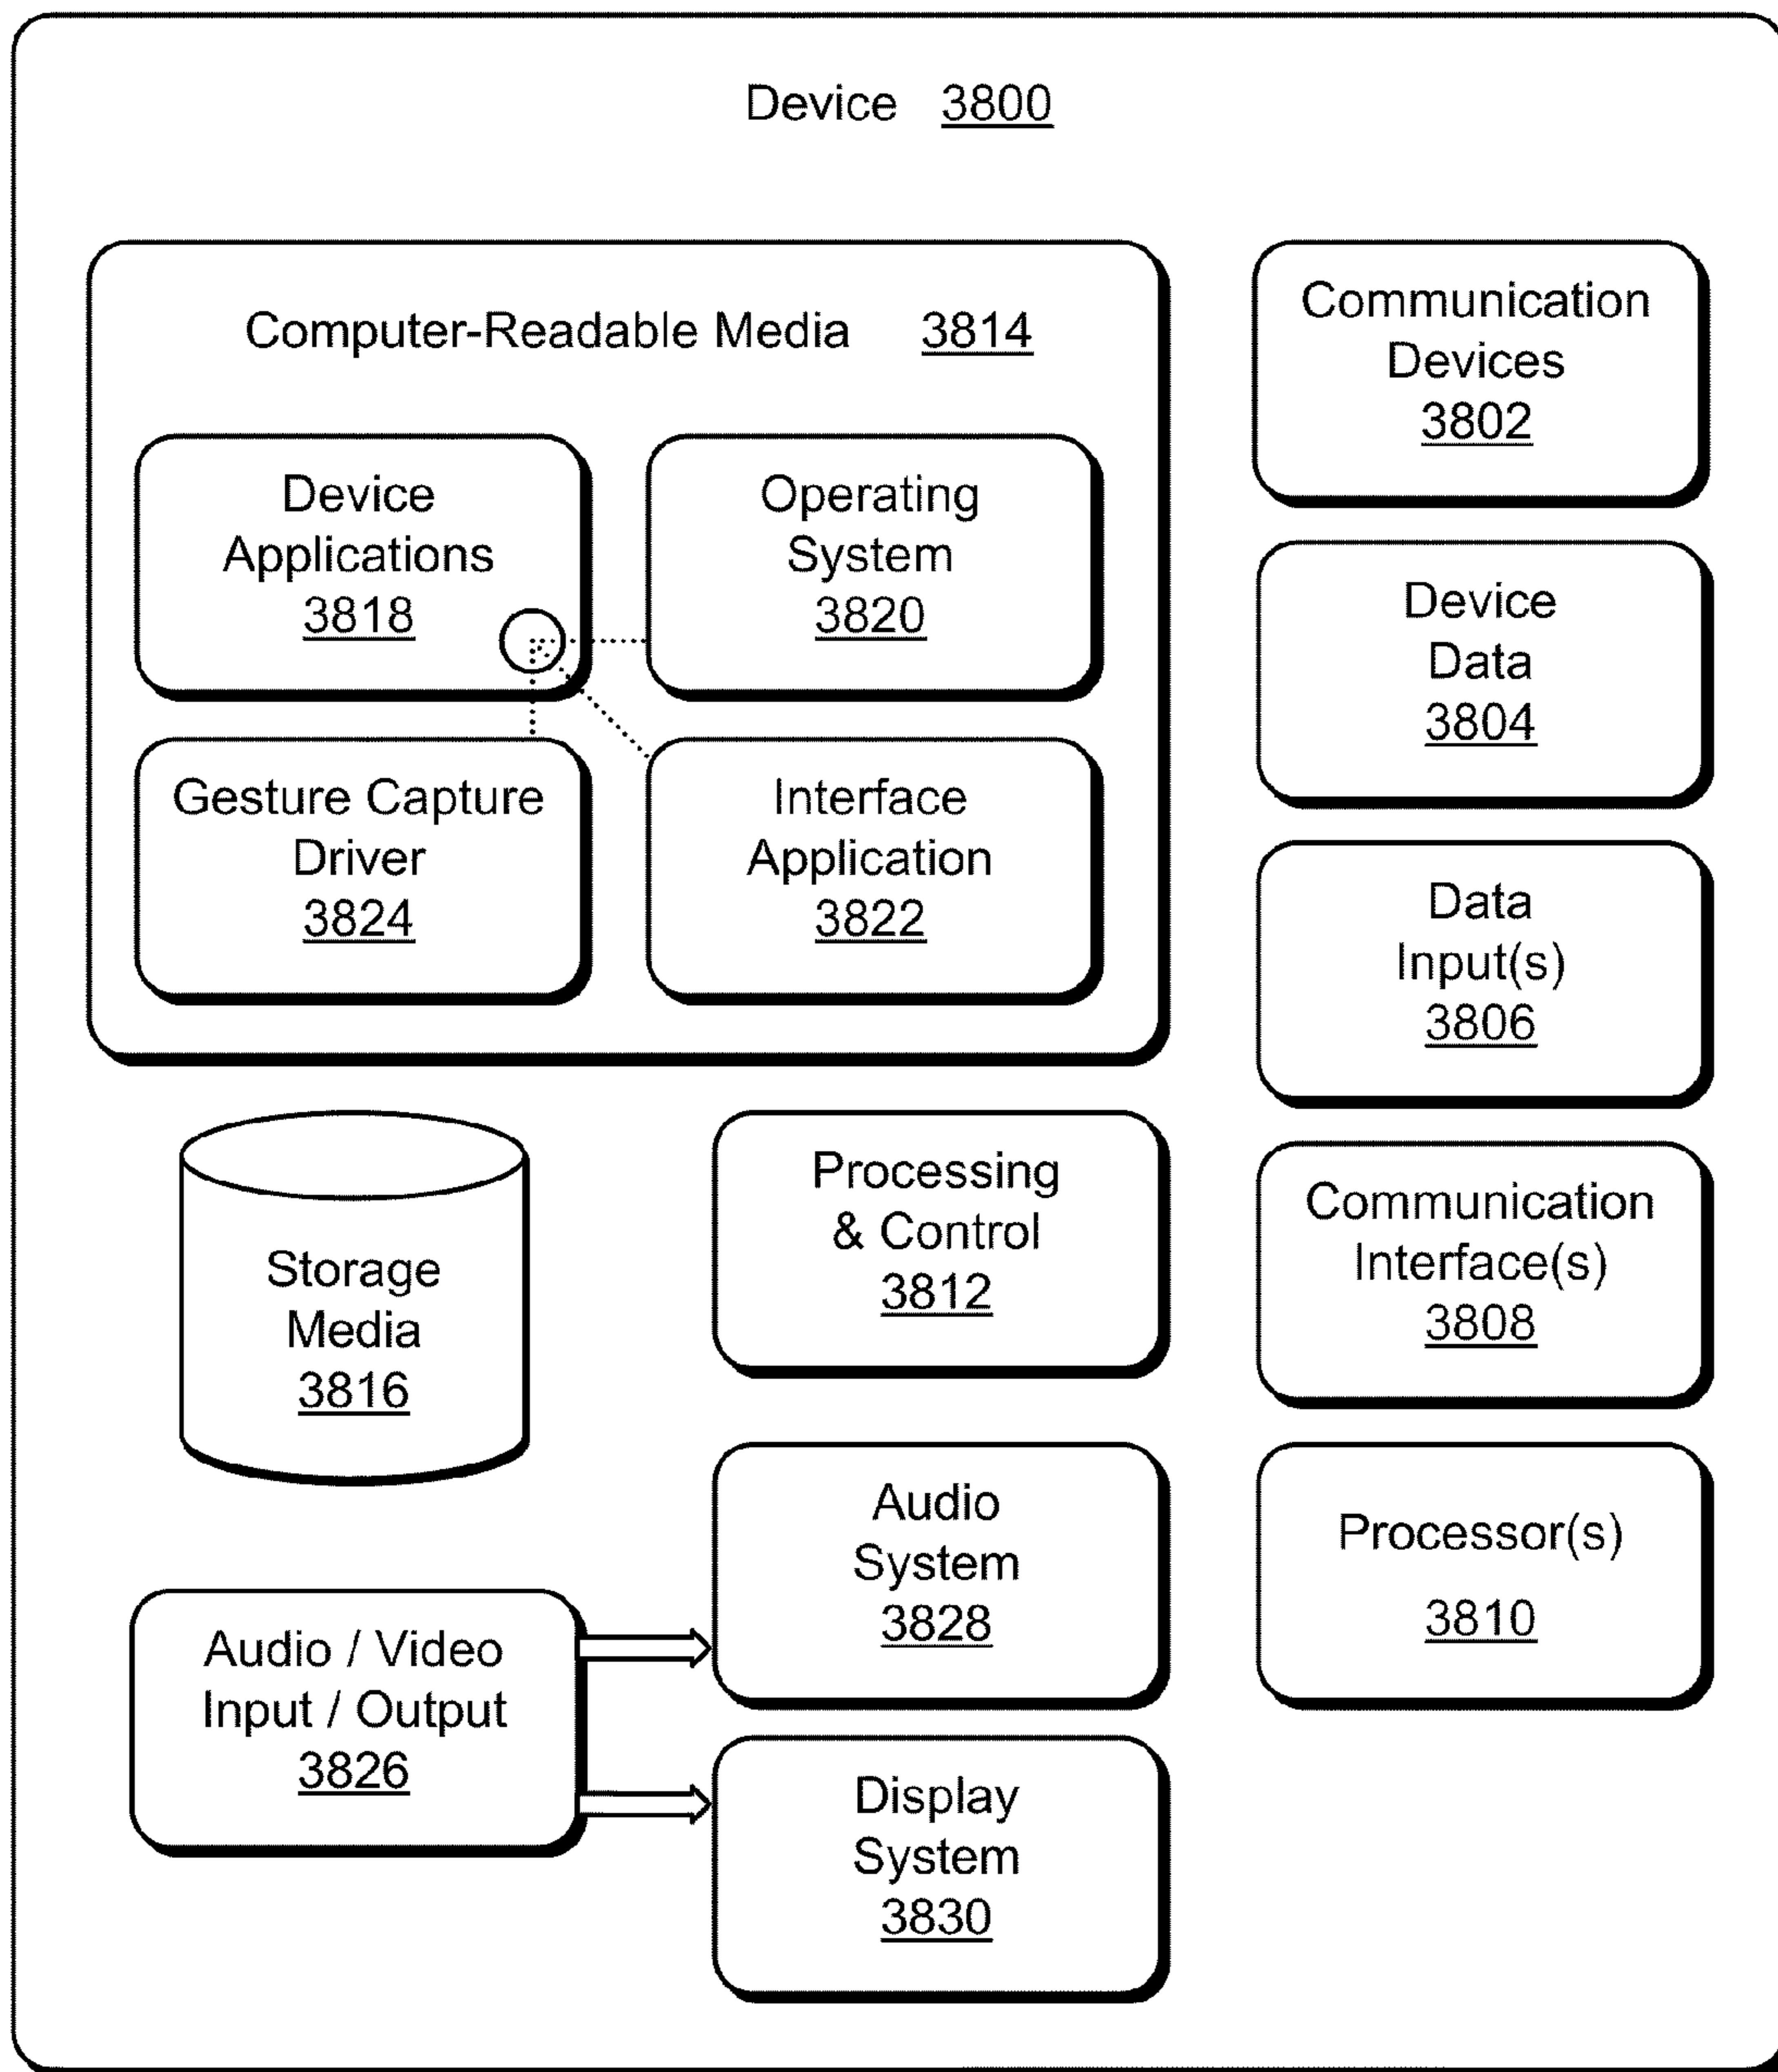 Device 3800
Computer-Readable Media 3814
Device
Applications
3818
Operating
System
3820
Gesture Capture
Driver
3824
Interface
Application
3822
Communication
Devices
3802
Device
Data
3804
Data
Input(s)
3806
Communication
Interface(s)
3808
Processor(s)
3810
Storage
Media
3816
Processing
& Control
3812
Audio / Video
Input / Output
3826
Audio
System
3828
Display
System
3830